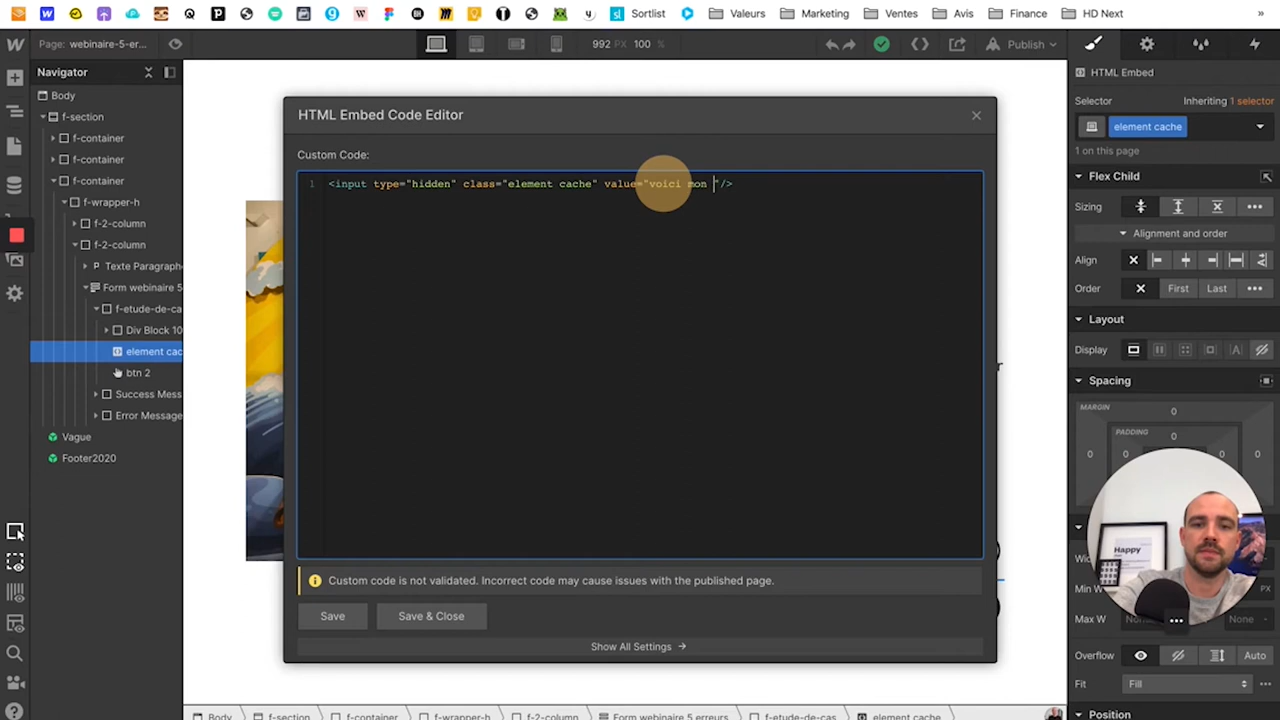 Sortlist
Valeurs
Marketing
Ventes
Avis
Finance
HD Next
»
Page: webinaire-5-er...
992 PX 100 %
Publish
Navigator
Body
f-section
f-container
f-container
f-container
f-wrapper-h
f-2-column
f-2-column
Texte Paragraph
Form webinaire 5
f-etude-de-ca
Div Block 10
element cac
btn 2
Success Mess
Error Message
Vague
Footer2020
HTML Embed Code Editor
Custom Code:
1 <input type="hidden" class="element cache" value="voici mon "/>
Custom code is not validated. Incorrect code may cause issues with the published page.
Save
Save & Close
Show All Settings →
HTML Embed
Selector
Inheriting 1 selector
element cache
1 on this page
Flex Child
Sizing
Alignment and order
Align
Order
First
Last
Layout
Display
Spacing
MARGIN
0
PADDING
0
0
0
0
0
Happy
Min W
PX
Max W
None
Overflow
Auto
Fit
Fill
Position
Body
f-section
f-container
f-wrapper-h
f-2-column
Form webinaire 5 erreurs
f-etude-de-cas
element cache